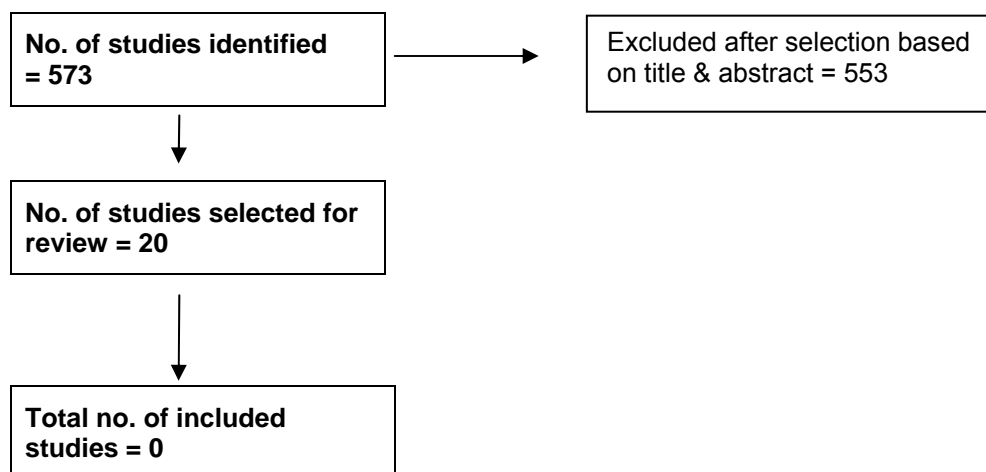 No. of studies identified
= 573
Excluded after selection based
on title & abstract = 553
No. of studies selected for
review = 20
Total no. of included
studies = 0